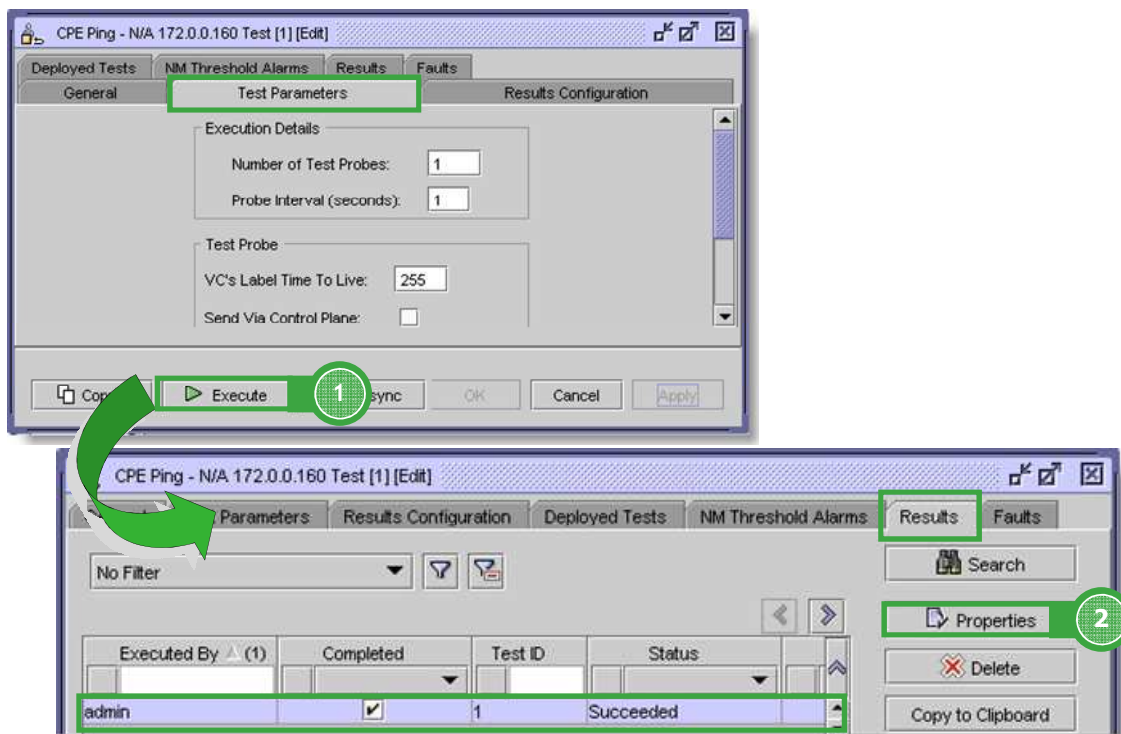 CPE Ping - N/A 172.0.0.160 Test [1] [Edit]
Deployed Tests NM Threshold Alarms Results Faults
General Test Parameters Results Configuration
Execution Details
Number of Test Probes: 1
Probe Interval (seconds): 1
Test Probe
VC's Label Time To Live: 255
Send Via Control Plane:
Execute 1 sync OK Cancel Apply
CPE Ping - N/A 172.0.0.160 Test [1] [Edit]
Parameters Results Configuration Deployed Tests NM Threshold Alarms Results Faults
No Filter
Search
Properties 2
Executed By (1) Completed Test ID Status
Delete
admin 1 Succeeded
Copy to Clipboard